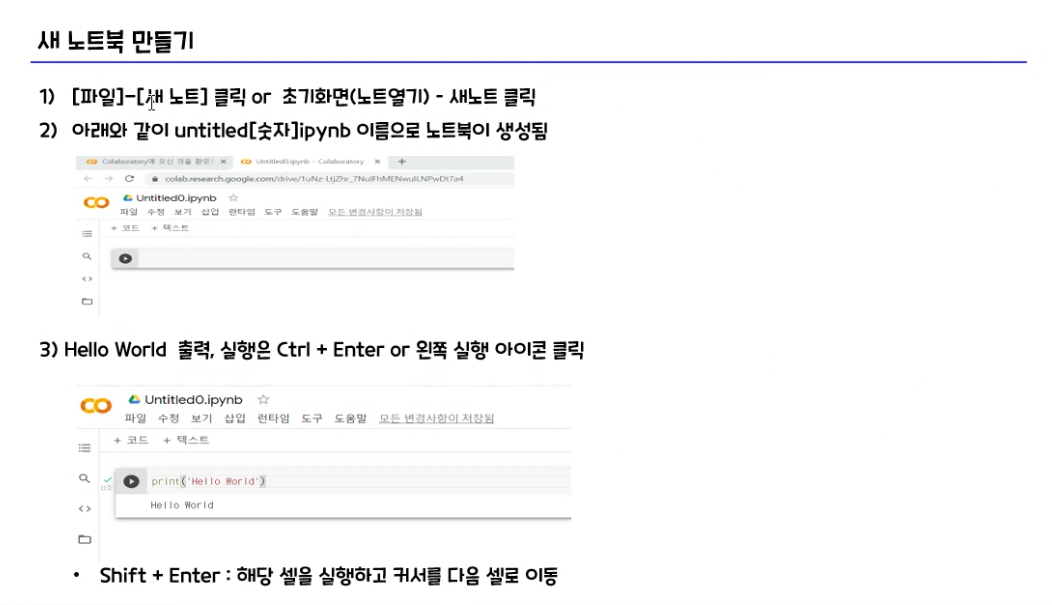 새 노트북 만들기
1) [파일]-[새 노트] 클릭 or 초기화면(노트열기) - 새노트 클릭
2) 아래와 같이 untitled[숫자]ipynb 이름으로 노트북이 생성됨
Colaboratory에 오신 것을 환영 Untitled0.ipynb - Colaboratory
Untitled0.ipynb
파일 수정 보기 삽입 런타임 도구 도움말 모든 변경사항이 저장됨
+ 코드 + 텍스트
3) Hello World 출력, 실행은 Ctrl + Enter or 왼쪽 실행 아이콘 클릭
Untitled0.ipynb
파일 수정 보기 삽입 런타임 도구 도움말 모든 변경사항이 저장됨
+ 코드 + 텍스트
print('Hello World')
0초
Hello World
• Shift + Enter : 해당 셀을 실행하고 커서를 다음 셀로 이동